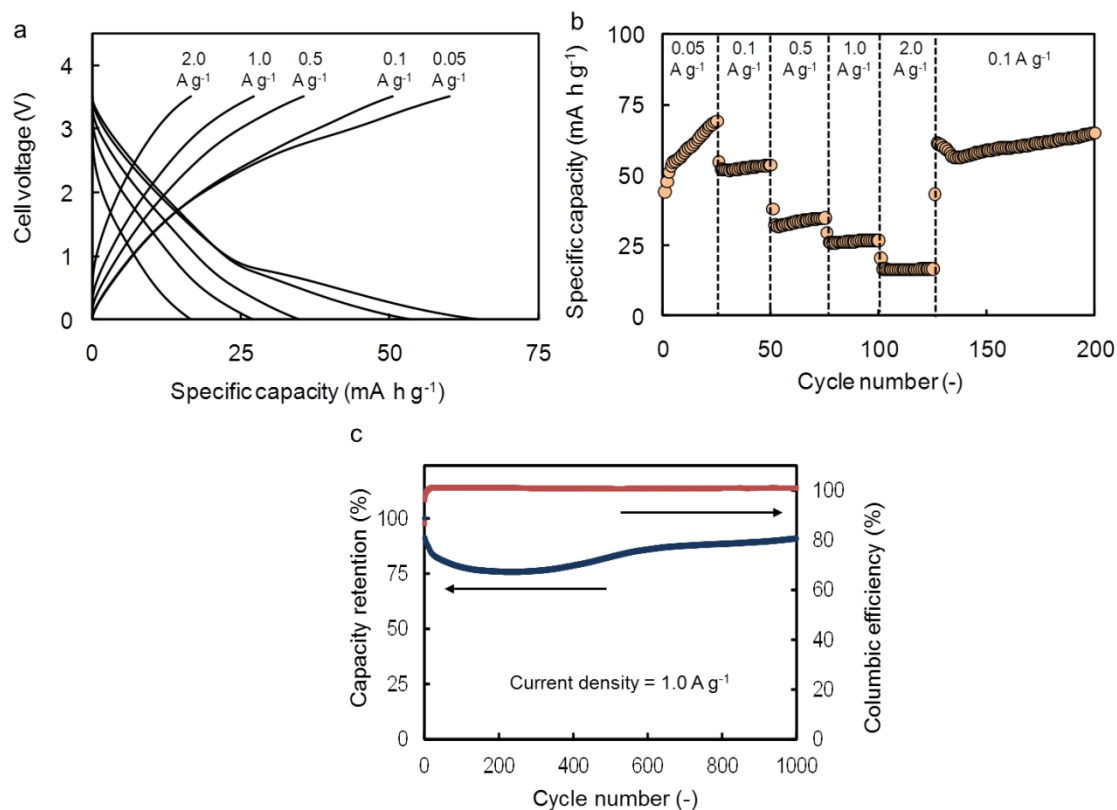 a
4
3
2
1
0
Cell voltage (V)
2.0 1.0 0.5 0.1 0.05
A g-1 A g-1 A g-1 A g-1 A g-1
0 25 50 75
Specific capacity (mA h g-1)
b
100
75
50
25
0
Specific capacity (mA h g-1)
0.05 0.1 0.5 1.0 2.0
A g-1 A g-1 A g-1 A g-1 A g-1
0.1 A g-1
0 50 100 150 200
Cycle number (-)
c
Capacity retention (%)
100
75
50
75
25
0
Current density = 1.0 A g-1
100
80
60
40
20
0
Columbic efficiency (%)
0 200 400 600 800 1000
Cycle number (-)